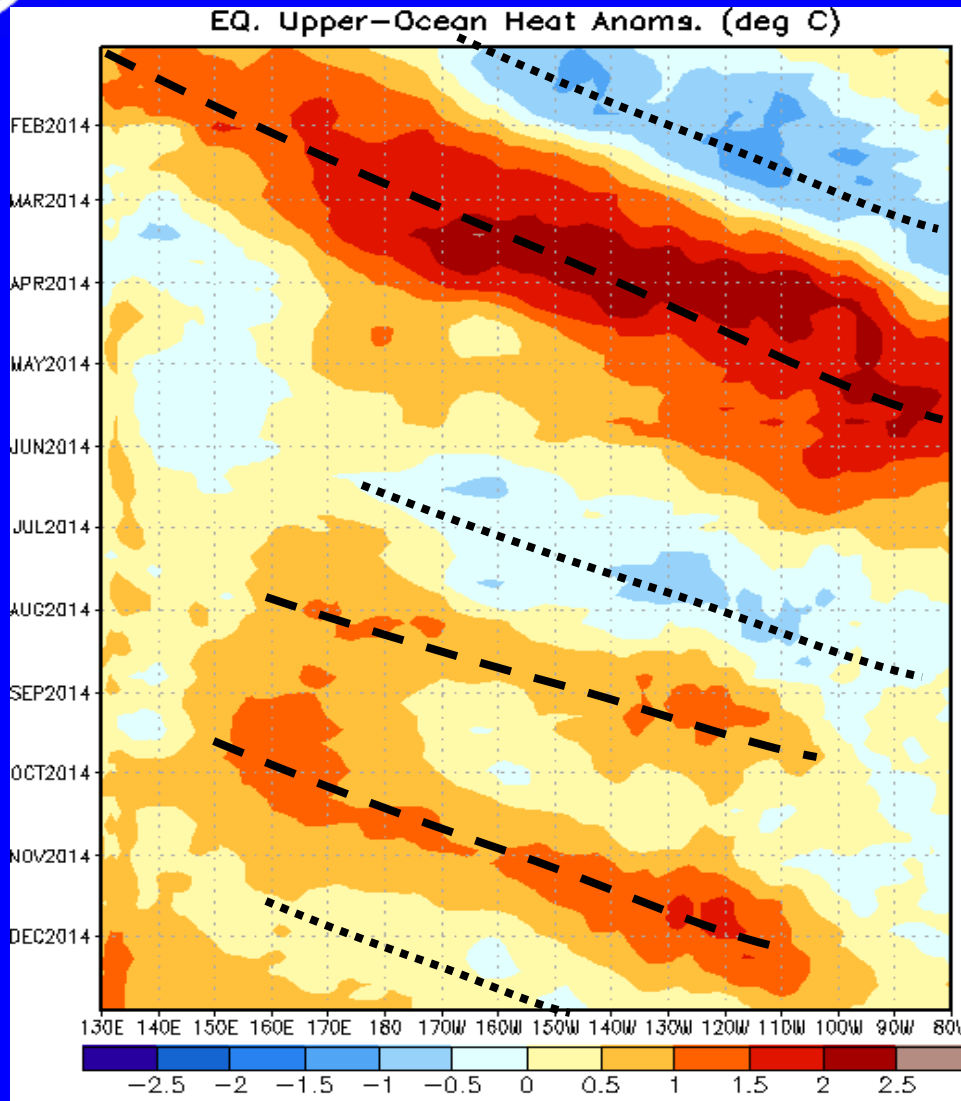 EQ. Upper-Ocean Heat Anoms. (deg C)
FEB2014
MAR2014
APR2014
MAY2014
JUN2014
JUL2014
AUG2014
SEP2014
OCT2014
NOV2014
DEC2014
130E 140E 150E 160E 170E 180 170W 160W 150W 140W 130W 120W 110W 100W 90W 80W
-2.5 -2 -1.5 -1 -0.5 0 0.5 1 1.5 2 2.5